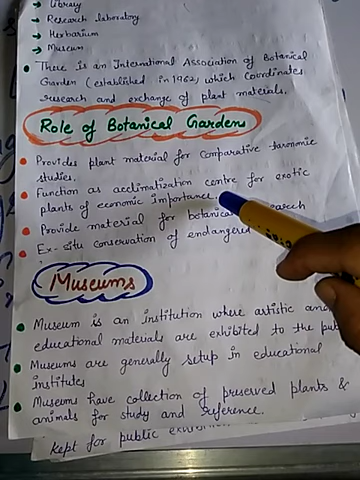 → Library
→ Research laboratory
→ Herbarium
→ Museum
• There is an International Association of Botanical
Garden (established in 1962) which Coordinates
research and exchange of plant materials.
Role of Botanical Gardens
• Provides plant material for Comparative taxonomic
studies.
• Function as acclimatization centre for exotic
plants of economic importance.
• Provide material for botanical research
• Ex-situ conservation of endangered
Museums
• Museum is an institution where artistic and
educational materials are exhibited to the
• Museums are generally setup in educational
institutes
• Museums have collection of preserved plants &
animals for study and reference.
kept for public